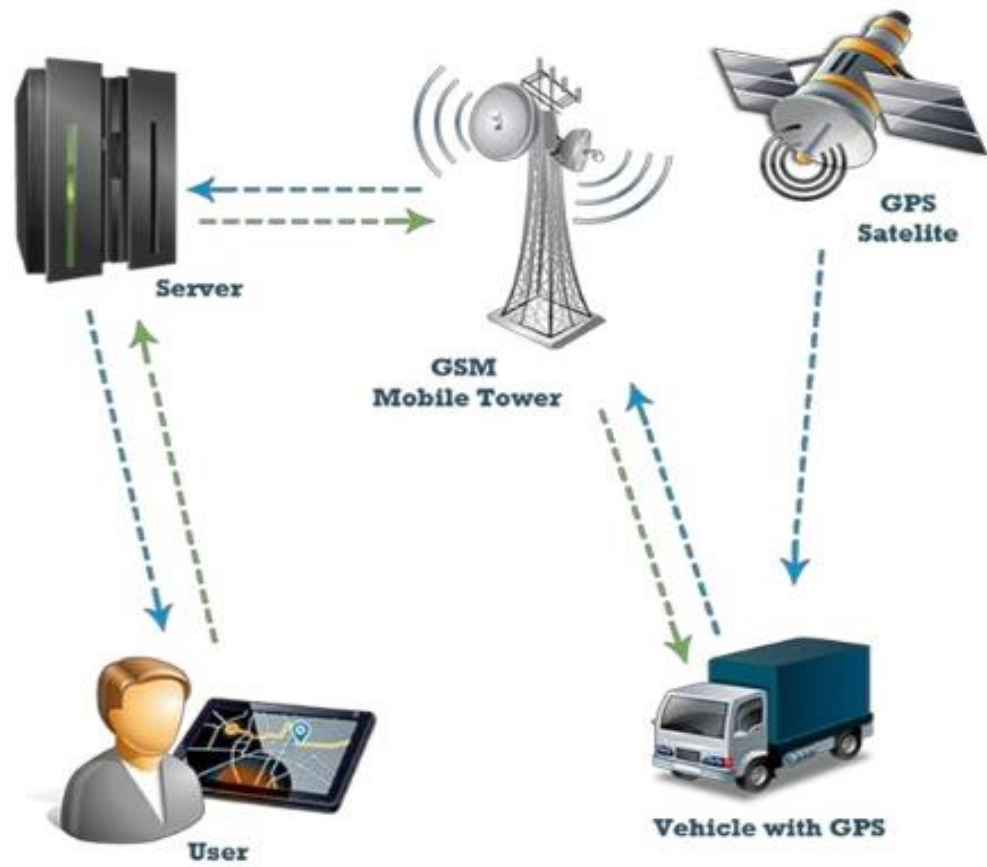 GPS
Satelite
Server
GSM
Mobile Tower
User
Vehicle with GPS